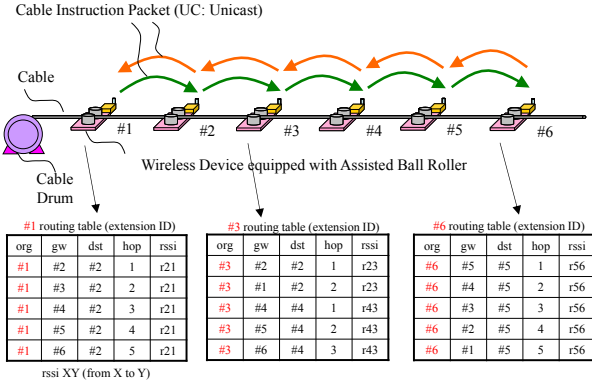 Cable Instruction Packet (UC: Unicast)
Cable
#1 #2 #3 #4 #5 #6
Wireless Device equipped with Assisted Ball Roller
Cable
Drum
#1 routing table (extension ID)
org gw dst hop rssi
#1 #2 #2 1 r21
#1 #3 #2 2 r21
#1 #4 #2 3 r21
#1 #5 #2 4 r21
#1 #6 #2 5 r21
rssi XY (from X to Y)
#3 routing table (extension ID)
org gw dst hop rssi
#3 #2 #2 1 r23
#3 #1 #2 2 r23
#3 #4 #4 1 r43
#3 #5 #4 2 r43
#3 #6 #4 3 r43
#6 routing table (extension ID)
org gw dst hop rssi
#6 #5 #5 1 r56
#6 #4 #5 2 r56
#6 #3 #5 3 r56
#6 #2 #5 4 r56
#6 #1 #5 5 r56